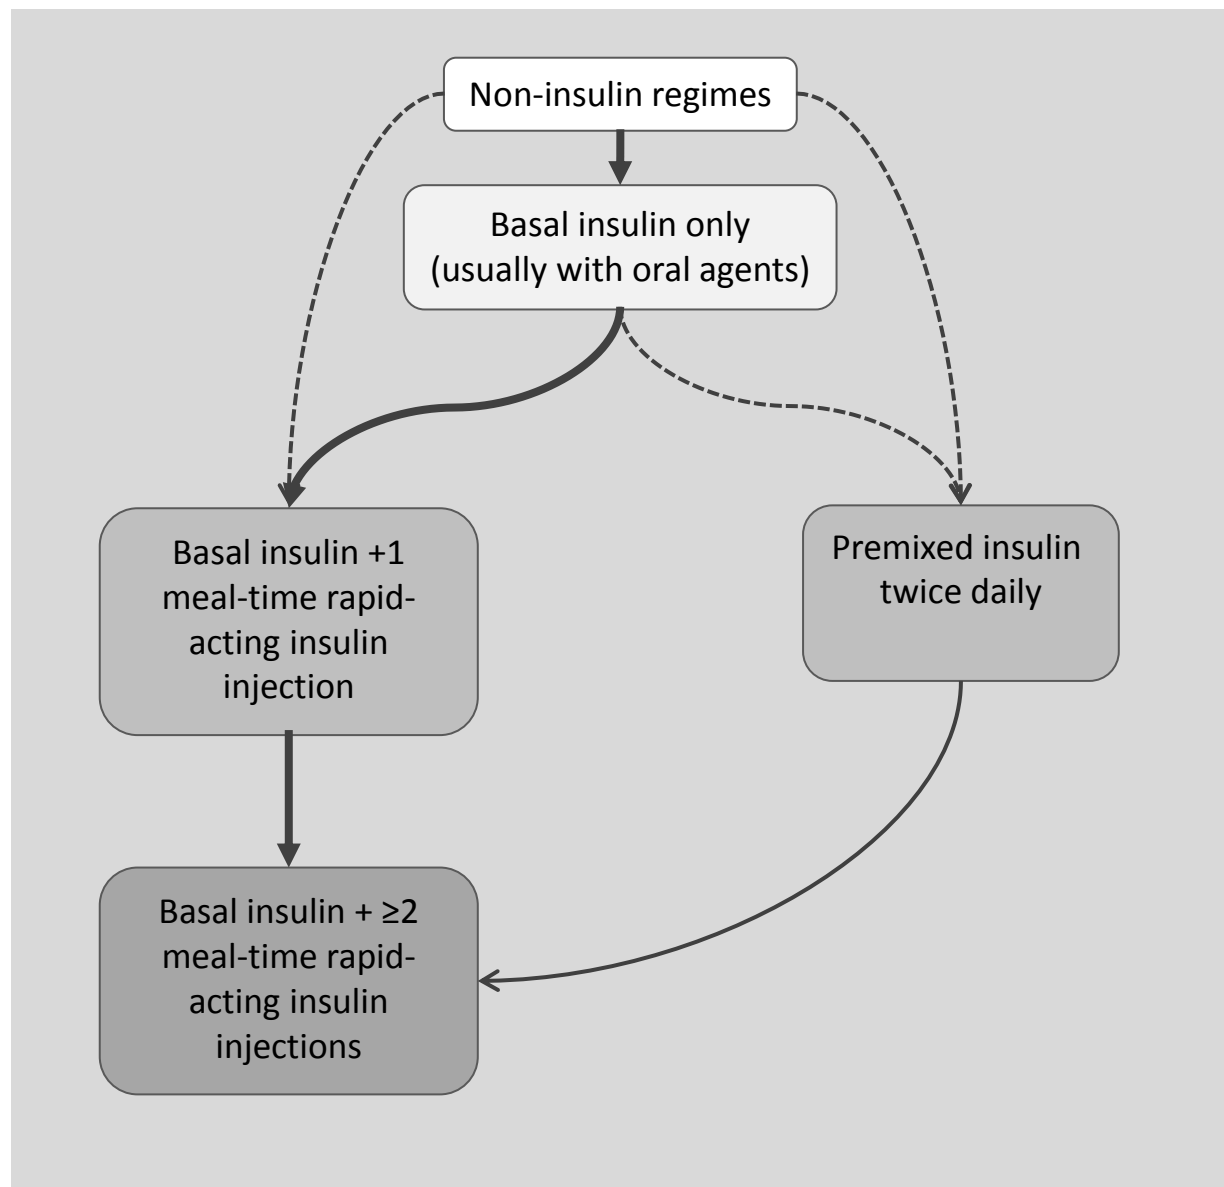 Non-insulin regimes
Basal insulin only
(usually with oral agents)
Basal insulin +1
meal-time rapid-
acting insulin
injection
Premixed insulin
twice daily
Basal insulin + ≥2
meal-time rapid-
acting insulin
injections